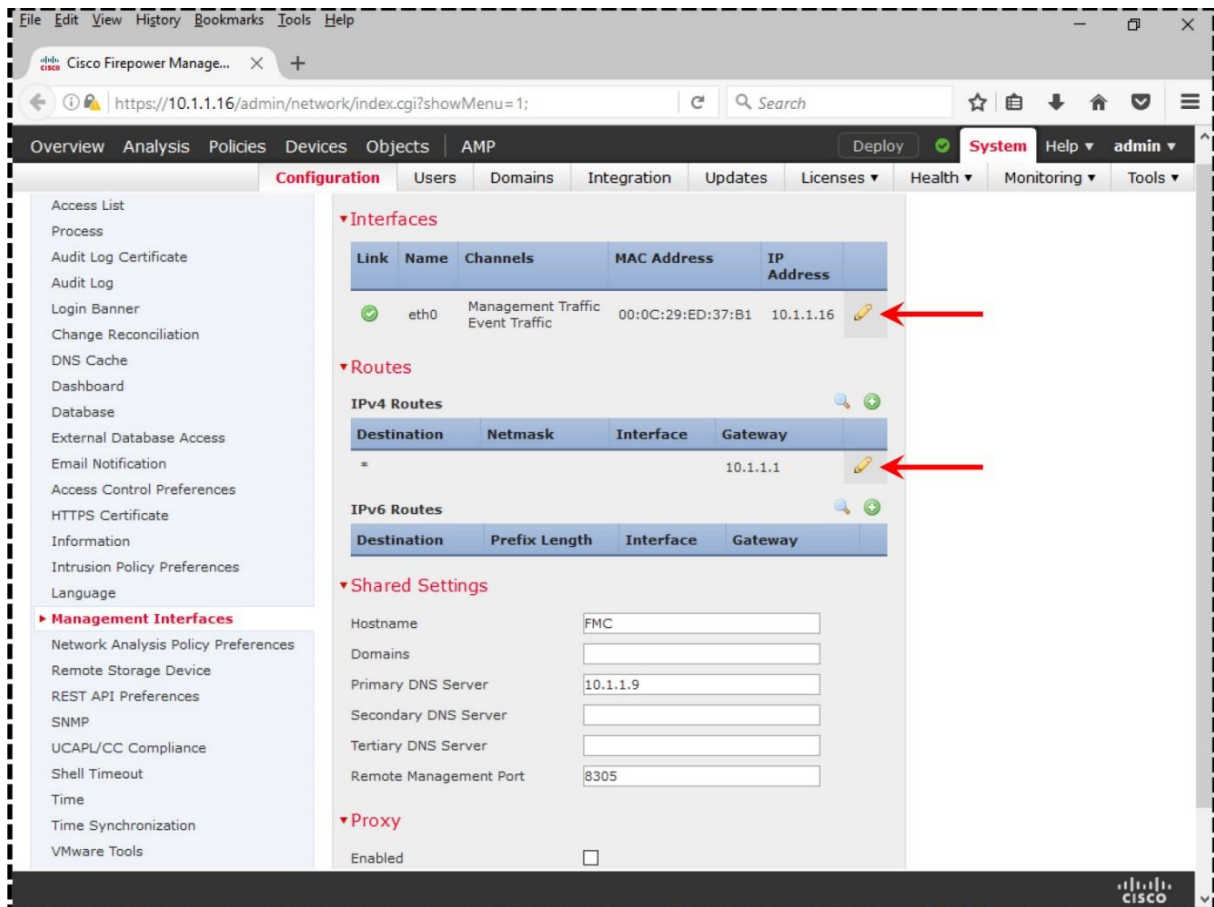 File Edit View History Bookmarks Tools Help
Cisco Firepower Manage...
https://10.1.1.16/admin/network/index.cgi?showMenu=1;
Search
Overview Analysis Policies Devices Objects AMP Deploy System Help admin
Configuration Users Domains Integration Updates Licenses Health Monitoring Tools
Access List
Process
Audit Log Certificate
Audit Log
Login Banner
Change Reconciliation
DNS Cache
Dashboard
Database
External Database Access
Email Notification
Access Control Preferences
HTTPS Certificate
Information
Intrusion Policy Preferences
Language
Management Interfaces
Network Analysis Policy Preferences
Remote Storage Device
REST API Preferences
SNMP
UCAPL/CC Compliance
Shell Timeout
Time
Time Synchronization
VMware Tools
Interfaces
Link Name Channels MAC Address IP Address
eth0 Management Traffic Event Traffic 00:0C:29:ED:37:B1 10.1.1.16
Routes
IPv4 Routes
Destination Netmask Interface Gateway
* 10.1.1.1
IPv6 Routes
Destination Prefix Length Interface Gateway
Shared Settings
Hostname FMC
Domains
Primary DNS Server 10.1.1.9
Secondary DNS Server
Tertiary DNS Server
Remote Management Port 8305
Proxy
Enabled
CISCO